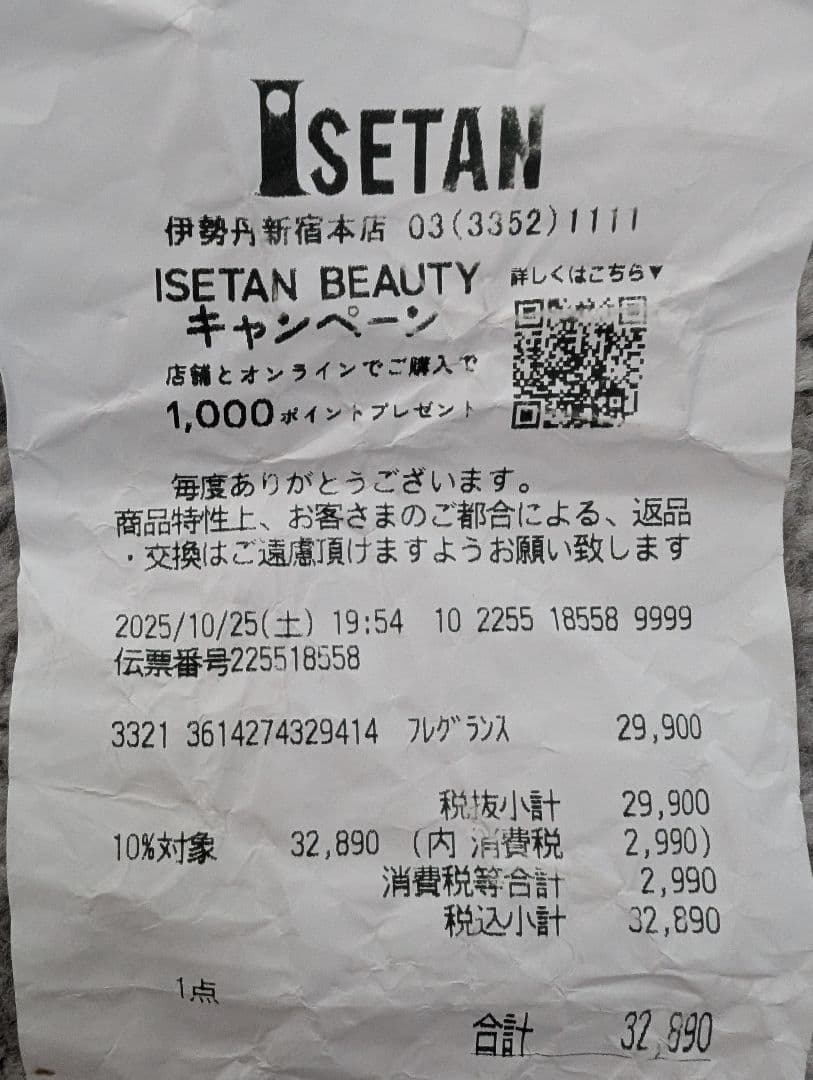 ISETAN
伊勢丹新宿本店 03(3352)1111
ISETAN BEAUTY
キャンペーン
店舗とオンラインでご購入で
1,000ポイントプレゼント
詳しくはこちら▼
毎度ありがとうございます。
商品特性上、お客さまのご都合による、返品
・交換はご遠慮頂けますようお願い致します
2025/10/25(土) 19:54 10 2255 18558 9999
伝票番号225518558
3321 3614274329414 フレグランス 29,900
税抜小計 29,900
10%対象 32,890 (内 消費税 2,990)
消費税等合計 2,990
税込小計 32,890
1点
合計 32,890